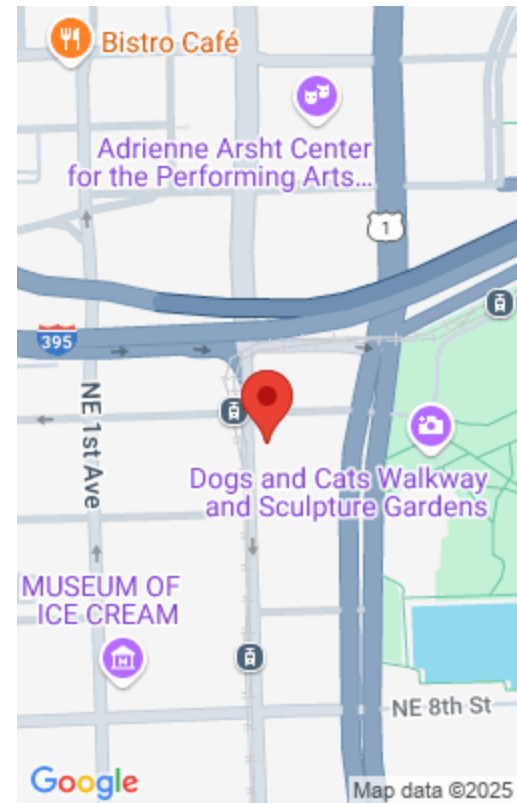 Bistro Café
Adrienne Arsht Center
for the Performing Arts...
1
395
NE 1st Ave
Dogs and Cats Walkway
and Sculpture Gardens
MUSEUM OF
ICE CREAM
NE 8th St
Google
Map data ©2025